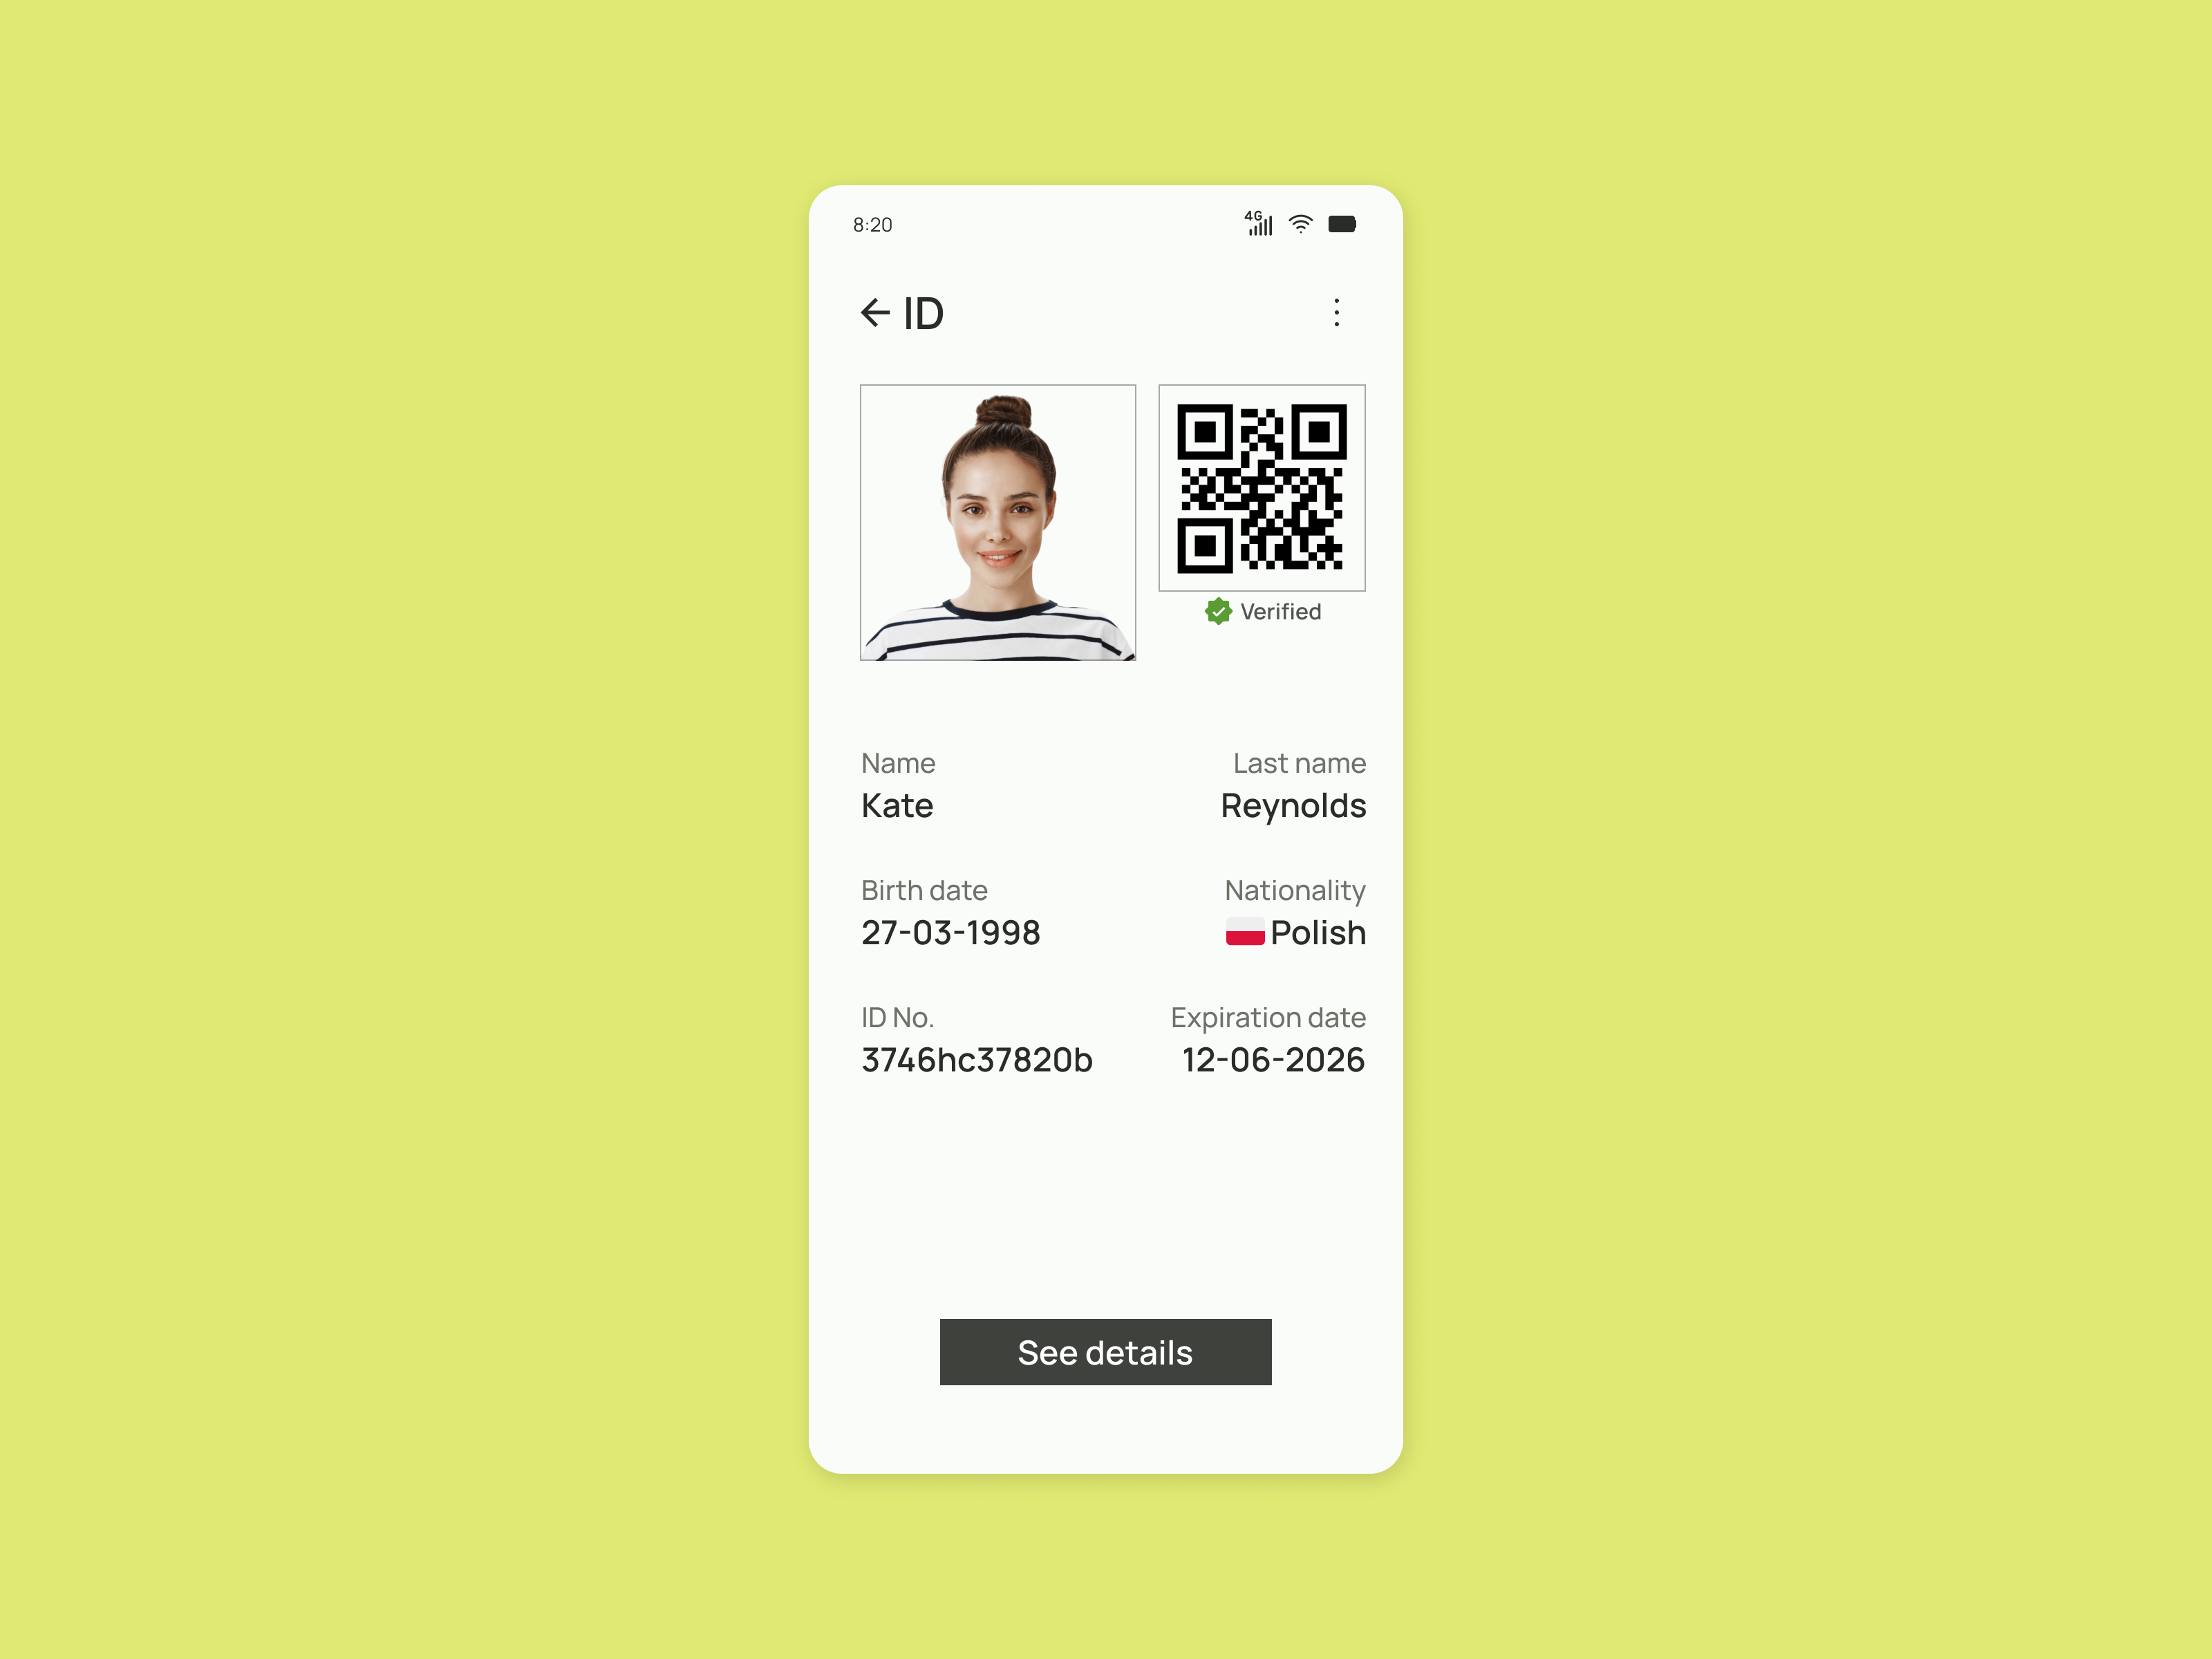 8:20
4G
ID
Verified
Name
Last name
Kate
Reynolds
Birth date
Nationality
27-03-1998
Polish
ID No.
Expiration date
3746hc37820b
12-06-2026
See details